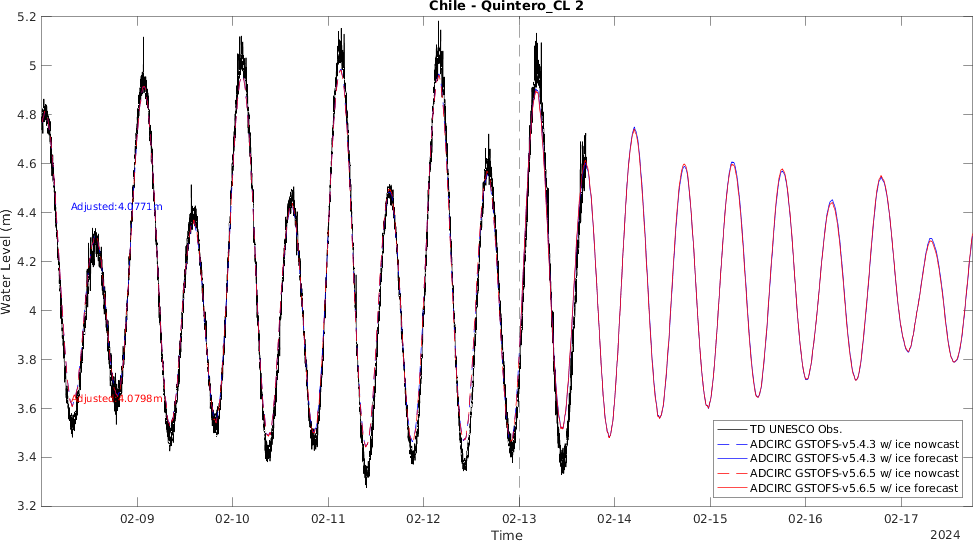 Chile - Quintero_CL 2
Water Level (m)
5.2
5
4.8
4.6
4.4
4.2
4
3.8
3.6
3.4
3.2
Adjusted:4.0771m
Adjusted:4.0798m
TD UNESCO Obs.
ADCIRC GSTOFS-v5.4.3 w/ ice nowcast
ADCIRC GSTOFS-v5.4.3 w/ ice forecast
ADCIRC GSTOFS-v5.6.5 w/ ice nowcast
ADCIRC GSTOFS-v5.6.5 w/ ice forecast
02-09 02-10 02-11 02-12 02-13 02-14 02-15 02-16 02-17
Time
2024